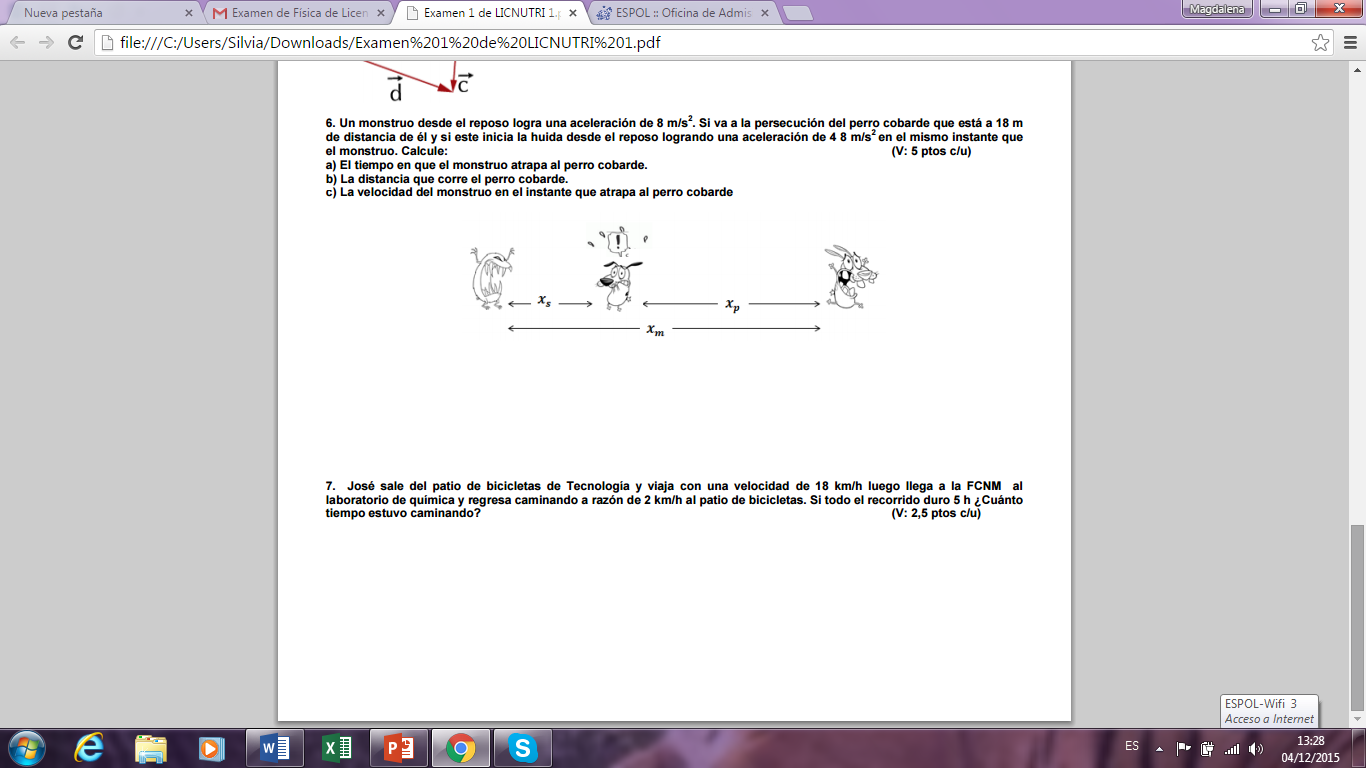 Nueva pestaña
Examen de Física de Licen
Examen 1 de LICNUTRI 1.p
ESPOL :: Oficina de Admis
Magdalena
file:///C:/Users/Silvia/Downloads/Examen%201%20de%20LICNUTRI%201.pdf
d
c
6. Un monstruo desde el reposo logra una aceleración de 8 m/s². Si va a la persecución del perro cobarde que está a 18 m
de distancia de él y si este inicia la huida desde el reposo logrando una aceleración de 4 8 m/s² en el mismo instante que
el monstruo. Calcule: (V: 5 ptos c/u)
a) El tiempo en que el monstruo atrapa al perro cobarde.
b) La distancia que corre el perro cobarde.
c) La velocidad del monstruo en el instante que atrapa al perro cobarde
!
xs
xp
xm
7. José sale del patio de bicicletas de Tecnología y viaja con una velocidad de 18 km/h luego llega a la FCNM al
laboratorio de química y regresa caminando a razón de 2 km/h al patio de bicicletas. Si todo el recorrido duro 5 h ¿Cuánto
tiempo estuvo caminando? (V: 2,5 ptos c/u)
ESPOL-Wifi 3
Acceso a Internet
ES
13:28
04/12/2015